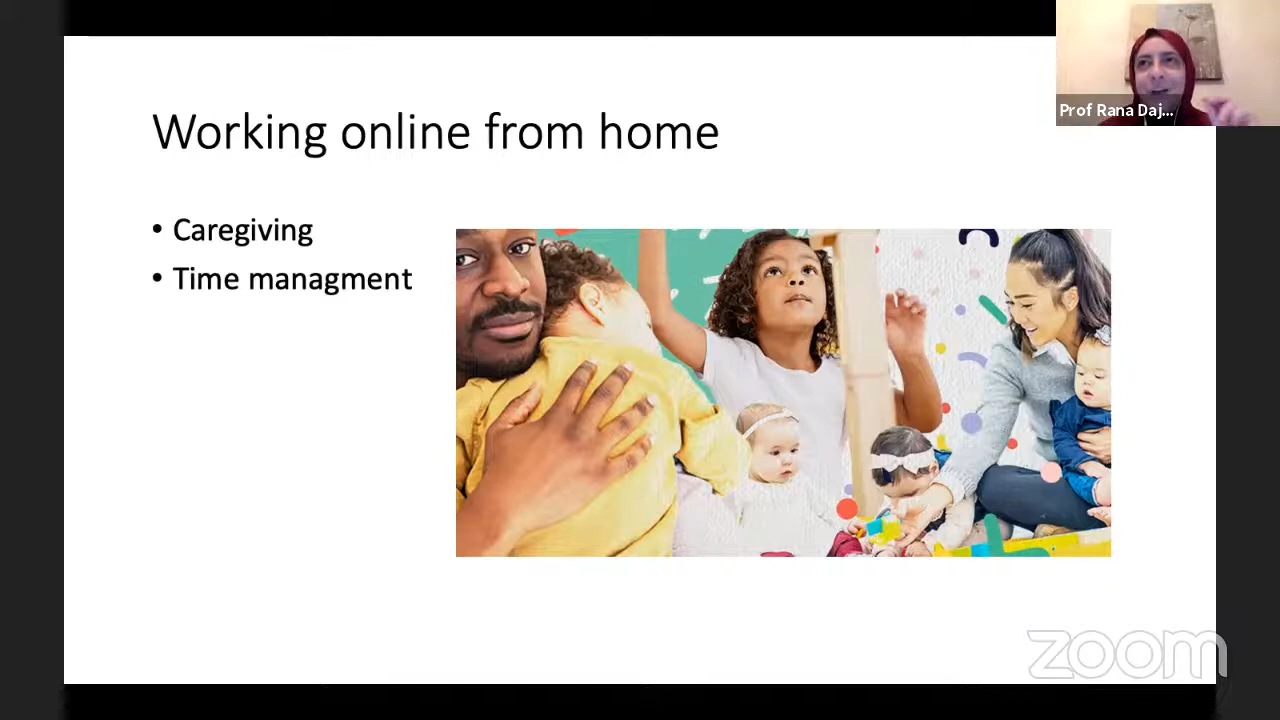 Prof Rana Daj...
Working online from home
• Caregiving
• Time managment
zoom